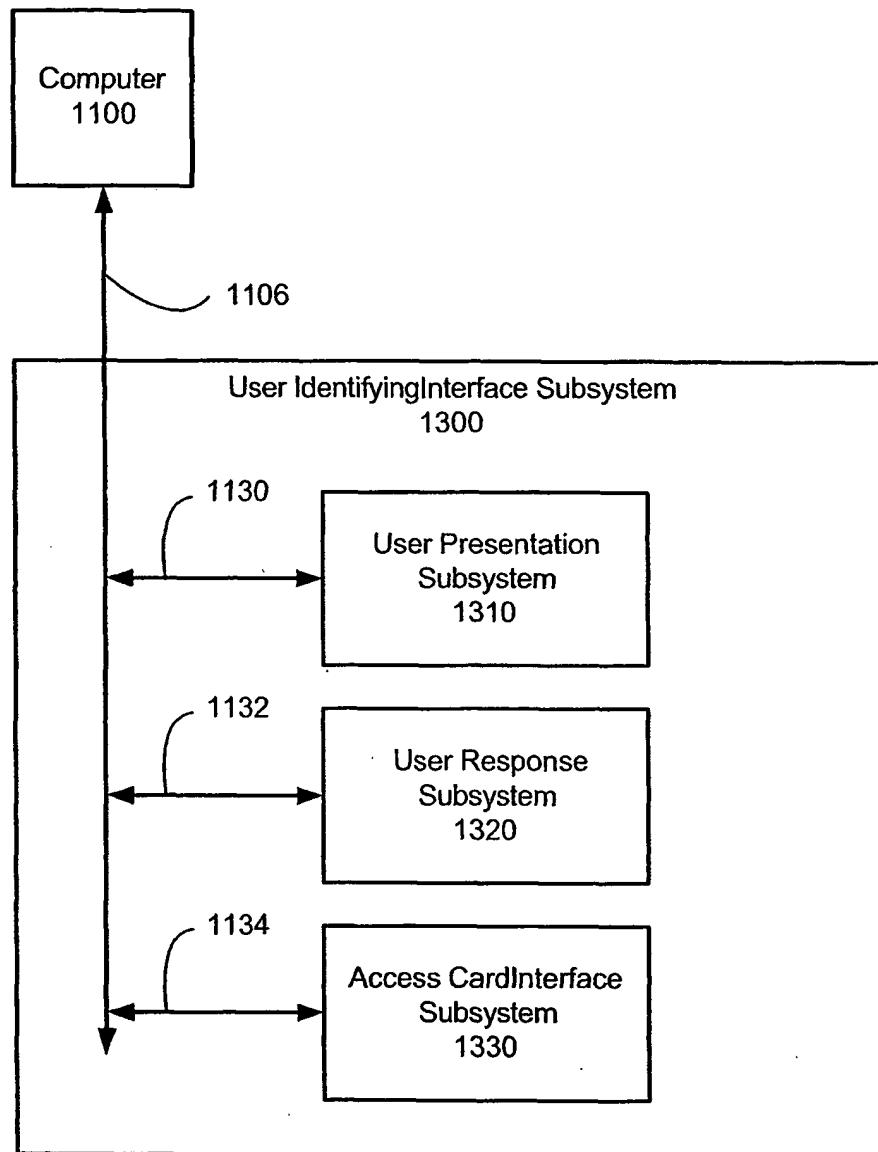 Computer
1100
1106
User IdentifyingInterface Subsystem
1300
1130
User Presentation
Subsystem
1310
1132
User Response
Subsystem
1320
1134
Access CardInterface
Subsystem
1330